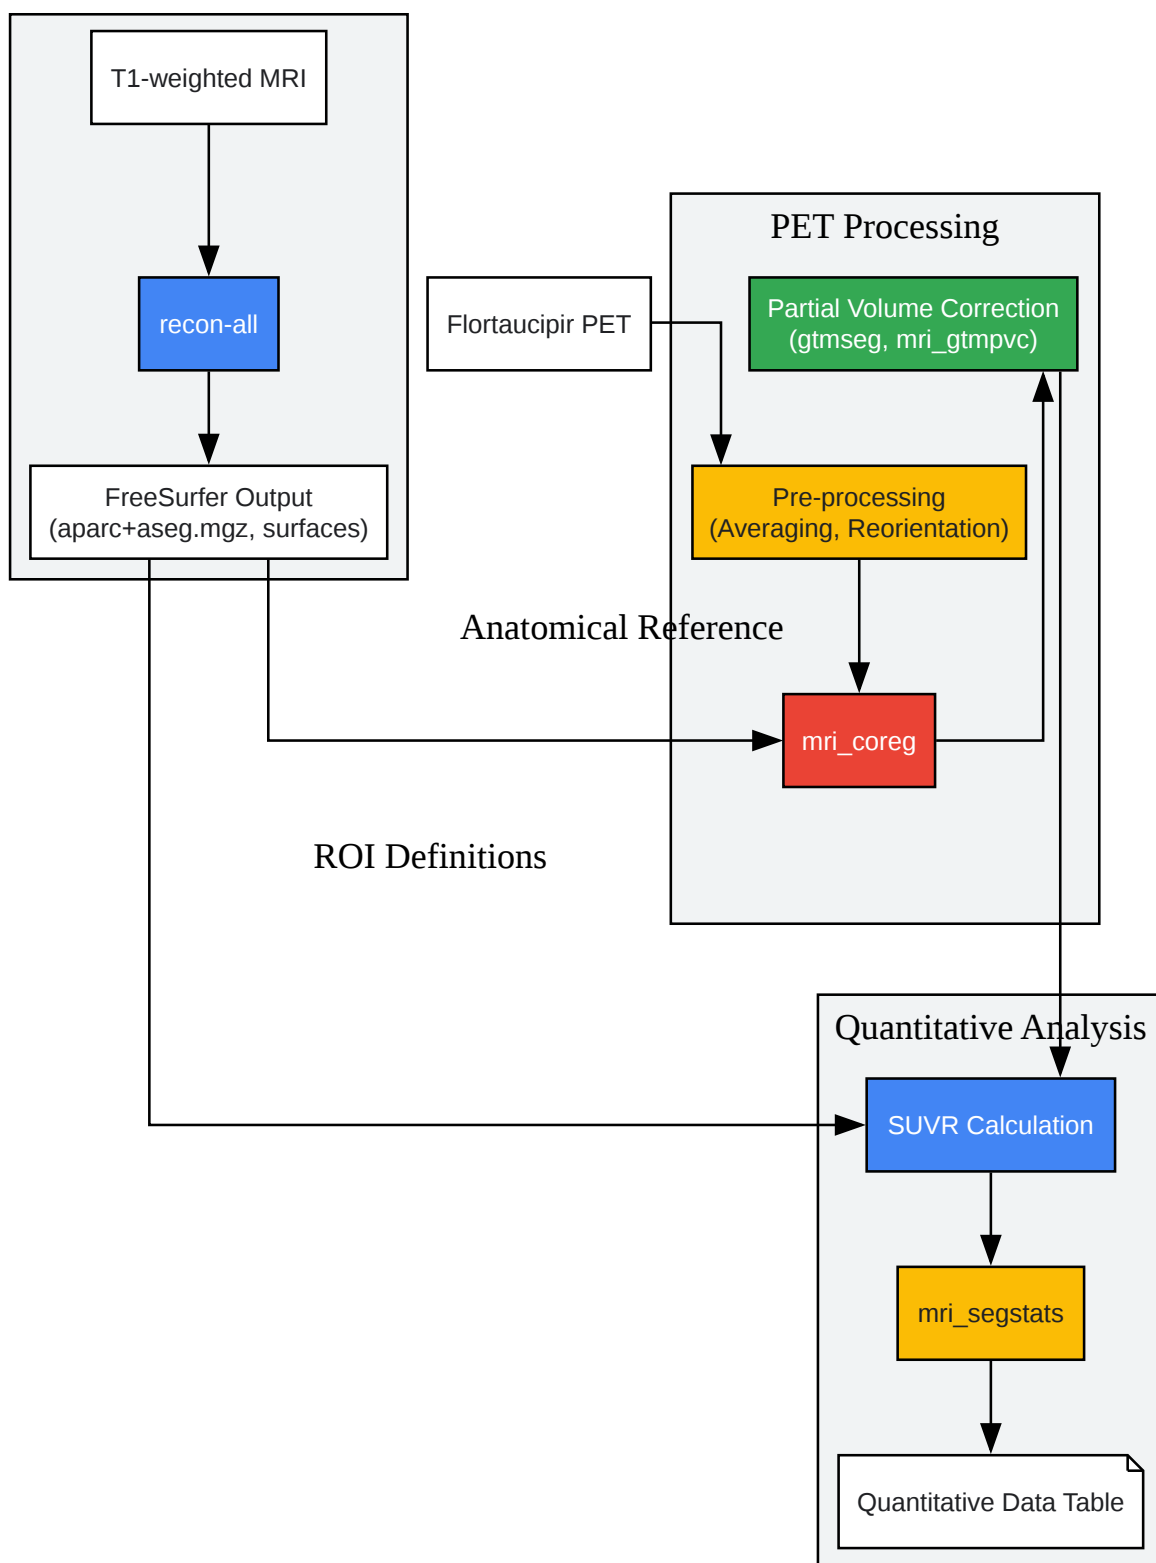 T1-weighted MRI
recon-all
FreeSurfer Output
(aparc+aseg.mgz, surfaces)
Flortaucipir PET
PET Processing
Partial Volume Correction
(gtmseg, mri_gtmpvc)
Pre-processing
(Averaging, Reorientation)
Anatomical Reference
mri_coreg
ROI Definitions
Quantitative Analysis
SUVR Calculation
mri_segstats
Quantitative Data Table